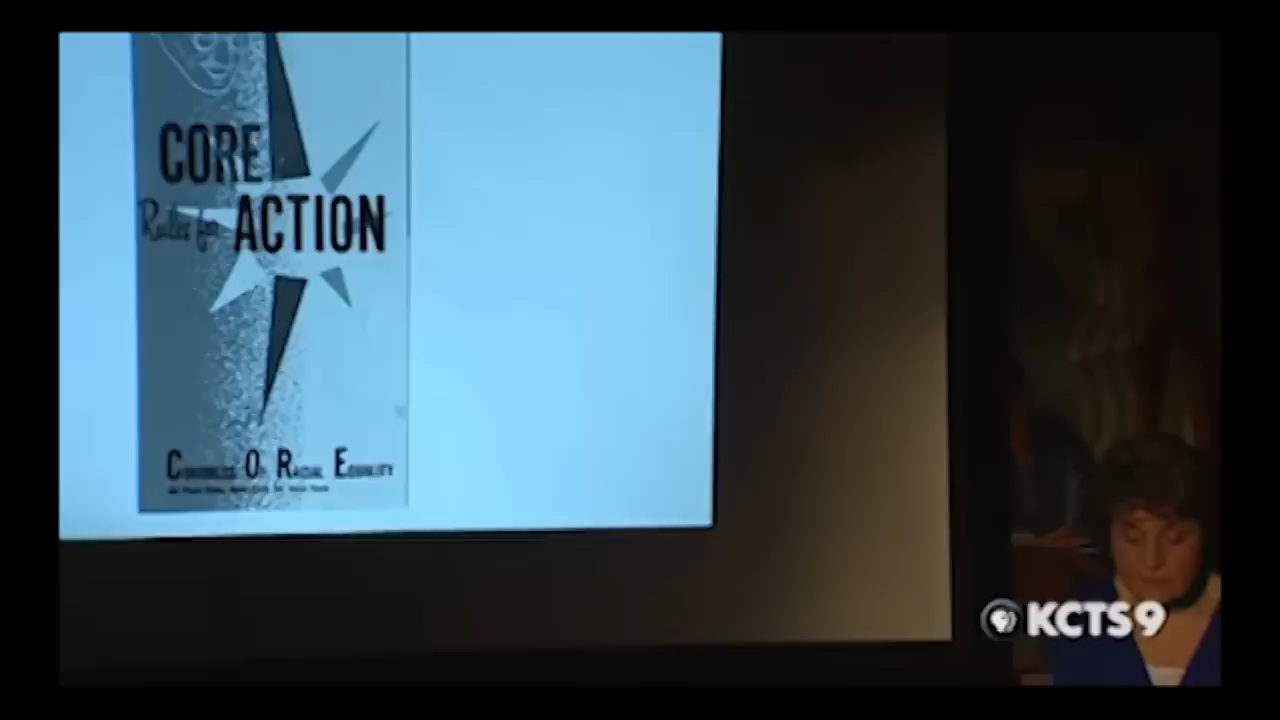 CORE
Rules for ACTION
CONGRESS OF RACIAL EQUALITY
KCTS9